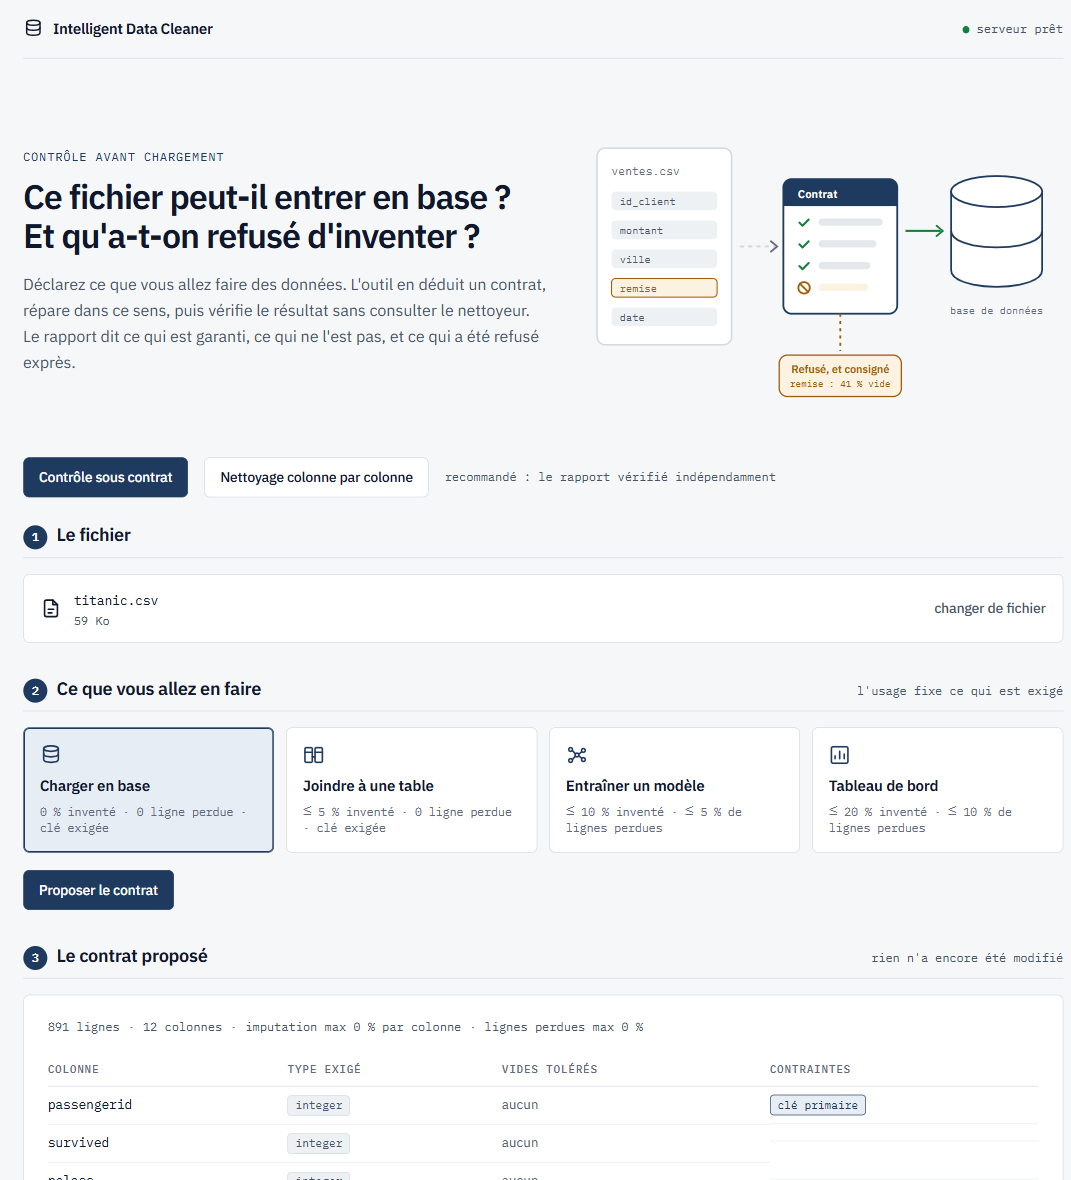 Intelligent Data Cleaner
serveur prêt
CONTRÔLE AVANT CHARGEMENT
Ce fichier peut-il entrer en base ?
Et qu'a-t-on refusé d'inventer ?
Déclarez ce que vous allez faire des données. L'outil en déduit un contrat,
répare dans ce sens, puis vérifie le résultat sans consulter le nettoyeur.
Le rapport dit ce qui est garanti, ce qui ne l'est pas, et ce qui a été refusé
exprès.
ventes.csv
id_client
montant
ville
remise
date
Contrat
Refusé, et consigné
remise : 41 % vide
base de données
Contrôle sous contrat
Nettoyage colonne par colonne
recommandé : le rapport vérifié indépendamment
1 Le fichier
titanic.csv
59 Ko
changer de fichier
2 Ce que vous allez en faire
l'usage fixe ce qui est exigé
Charger en base
0 % inventé · 0 ligne perdue ·
clé exigée
Joindre à une table
≤ 5 % inventé · 0 ligne perdue
· clé exigée
Entraîner un modèle
≤ 10 % inventé · ≤ 5 % de
lignes perdues
Tableau de bord
≤ 20 % inventé · ≤ 10 % de
lignes perdues
Proposer le contrat
3 Le contrat proposé
rien n'a encore été modifié
891 lignes · 12 colonnes · imputation max 0 % par colonne · lignes perdues max 0 %
COLONNE TYPE EXIGÉ VIDES TOLÉRÉS CONTRAINTES
passengerid integer aucun clé primaire
survived integer aucun